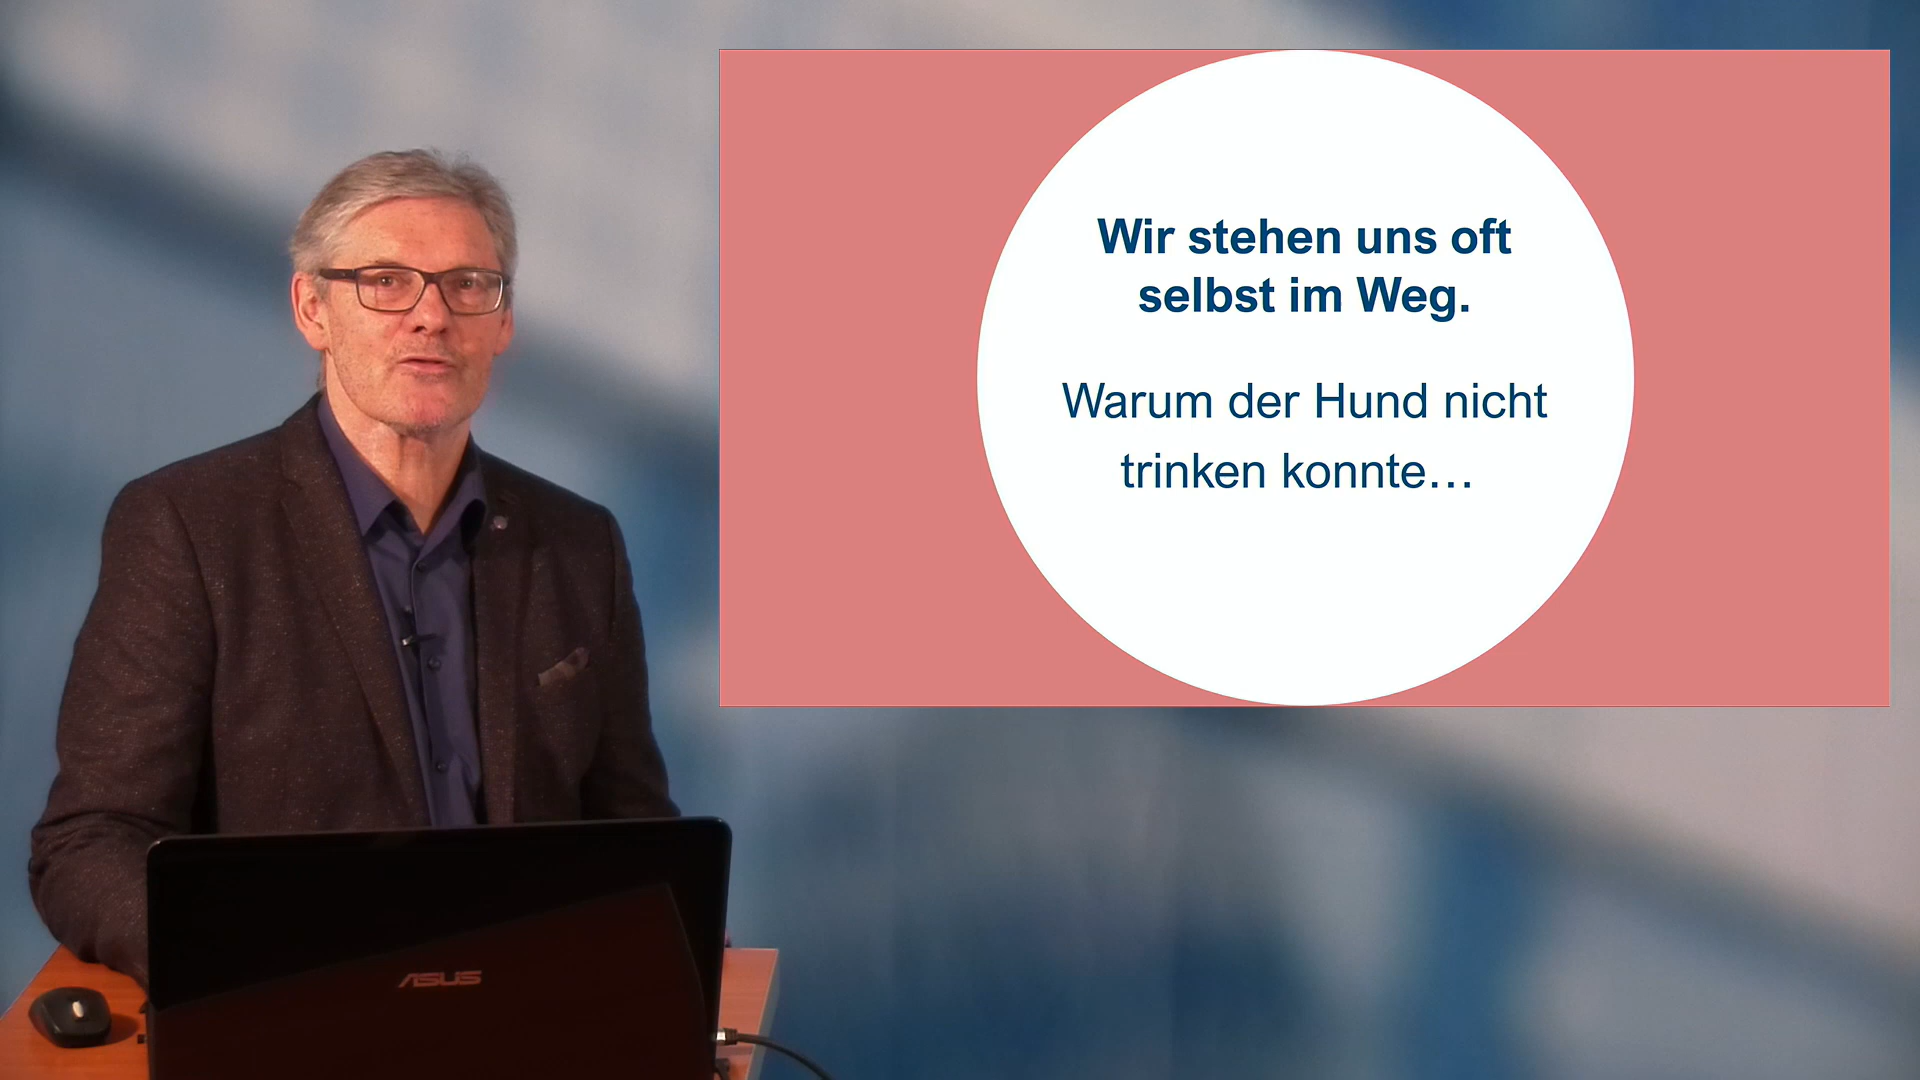 Wir stehen uns oft
selbst im Weg.
Warum der Hund nicht
trinken konnte…
ASUS